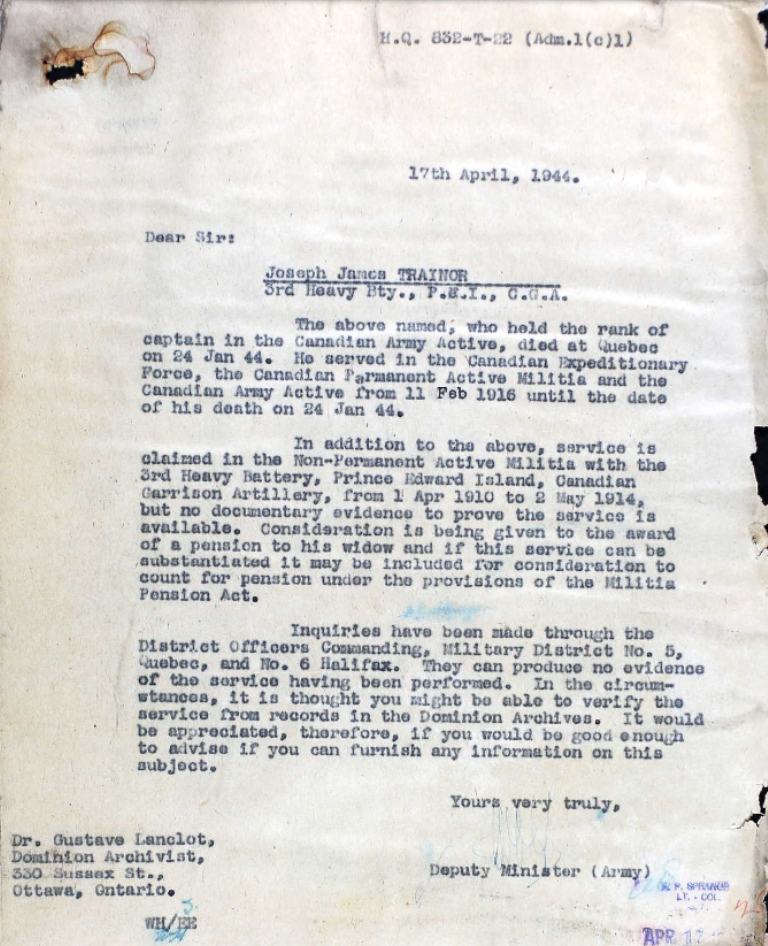 H.Q. 832-T-22 (Adm.1(c)1)
17th April, 1944.
Dear Sir:
Joseph James TRAINOR
3rd Heavy Bty., P.E.I., C.G.A.
The above named, who held the rank of
captain in the Canadian Army Active, died at Quebec
on 24 Jan 44. He served in the Canadian Expeditionary
Force, the Canadian Permanent Active Militia and the
Canadian Army Active from 11 Feb 1916 until the date
of his death on 24 Jan 44.
In addition to the above, service is
claimed in the Non-Permanent Active Militia with the
3rd Heavy Battery, Prince Edward Island, Canadian
Garrison Artillery, from 1 Apr 1910 to 2 May 1914,
but no documentary evidence to prove the service is
available. Consideration is being given to the award
of a pension to his widow and if this service can be
substantiated it may be included for consideration to
count for pension under the provisions of the Militia
Pension Act.
Inquiries have been made through the
District Officers Commanding, Military District No. 5,
Quebec, and No. 6 Halifax. They can produce no evidence
of the service having been performed. In the circum-
stances, it is thought you might be able to verify the
service from records in the Dominion Archives. It would
be appreciated, therefore, if you would be good enough
to advise if you can furnish any information on this
subject.
Yours very truly,
Deputy Minister (Army)
Dr. Gustave Lanclot,
Dominion Archivist,
330 Sussex St.,
Ottawa, Ontario.
WH/EE
LT. - COL.
APR 17